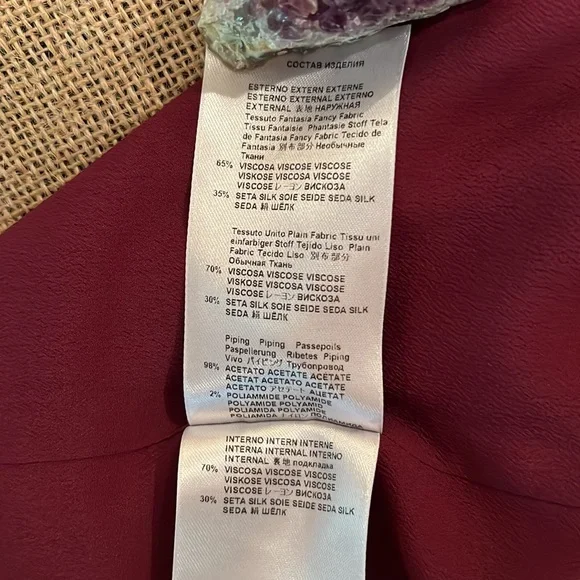 СОСТАВ ИЗДЕЛИЯ
ESTERNO EXTERN EXTERNE
ESTERNO EXTERNAL EXTERNO
EXTERNAL 表地 НАРУЖНАЯ
Tessuto Fantasia Fancy Fabric
Tissu Fantaisie Phantasie Stoff Tela
de Fantasia Fancy Fabric Tecido de
Fantasia 別布部分 Необычные
Ткани
65% VISCOSA VISCOSE VISCOSE
VISKOSE VISCOSA VISCOSE
VISCOSE レーヨン ВИСКОЗА
35% SETA SILK SOIE SEIDE SEDA SILK
SEDA 絹 ШЁЛК
Tessuto Unito Plain Fabric Tissu uni
einfarbiger Stoff Tejido Liso Plain
Fabric Tecido Liso 別布部分
Обычная Ткань
70% VISCOSA VISCOSE VISCOSE
VISKOSE VISCOSA VISCOSE
VISCOSE レーヨン ВИСКОЗА
30% SETA SILK SOIE SEIDE SEDA SILK
SEDA 絹 ШЁЛК
Piping Piping Passepoils
Paspelierung Ribetes Piping
Vivo パイピング Трубопровод
98% ACETATO ACETATE ACETATE
ACETAT ACETATO ACETATE
ACETATO アセテート АЦЕТАТ
2% POLIAMMIDE POLYAMIDE
POLYAMIDE POLYAMID
POLIAMIDA POLYAMIDE
POLIAMIDA ナイロン ПОЛИАМИДА
INTERNO INTERN INTERNE
INTERNA INTERNAL INTERNO
INTERNAL 裏地 подкладка
70% VISCOSA VISCOSE VISCOSE
VISKOSE VISCOSA VISCOSE
VISCOSE レーヨン ВИСКОЗА
30% SETA SILK SOIE SEIDE SEDA SILK
SEDA 絹 ШЁЛК